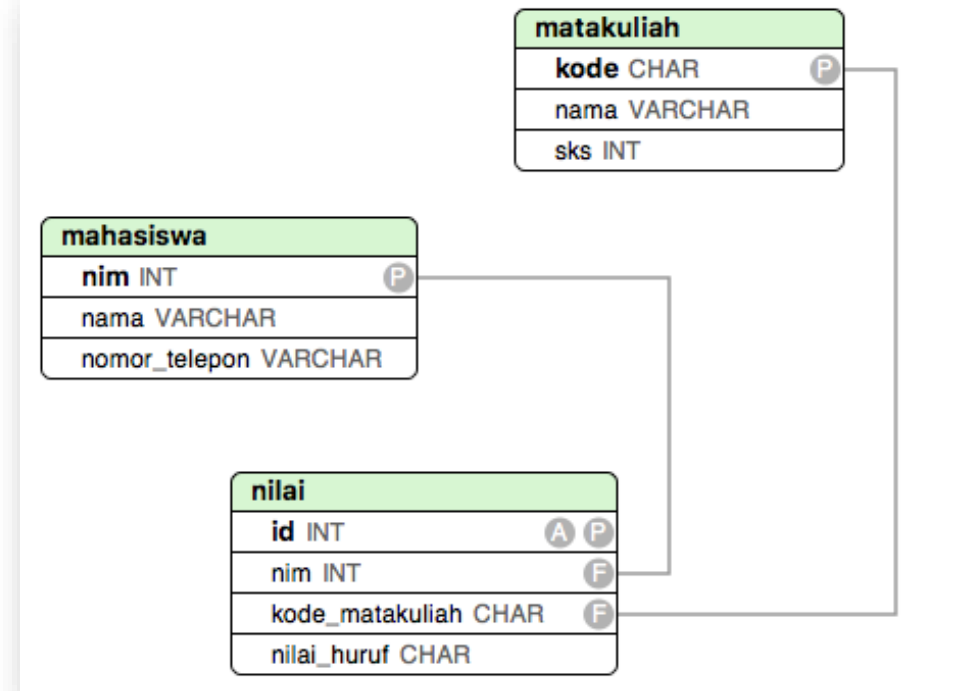 matakuliah
kode CHAR P
nama VARCHAR
sks INT
mahasiswa
nim INT P
nama VARCHAR
nomor_telepon VARCHAR
nilai
id INT A P
nim INT F
kode_matakuliah CHAR F
nilai_huruf CHAR